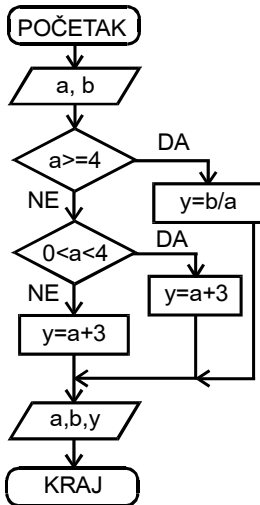 POČETAK
a, b
a>=4
DA
NE
y=b/a
0<a<4
DA
NE
y=a+3
y=a+3
a,b,y
KRAJ